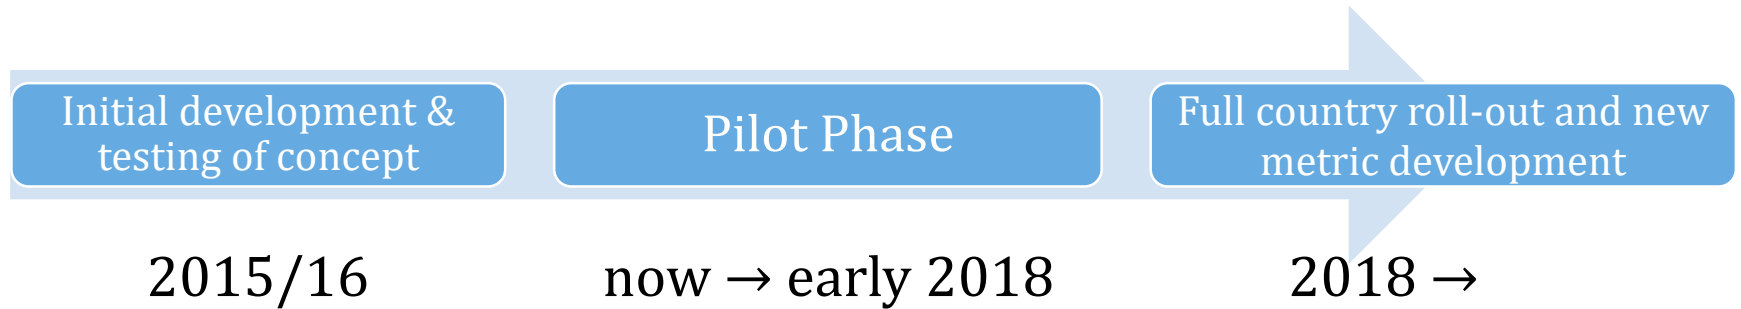 Initial development &
testing of concept
Pilot Phase
Full country roll-out and new
metric development
2015/16
now → early 2018
2018 →